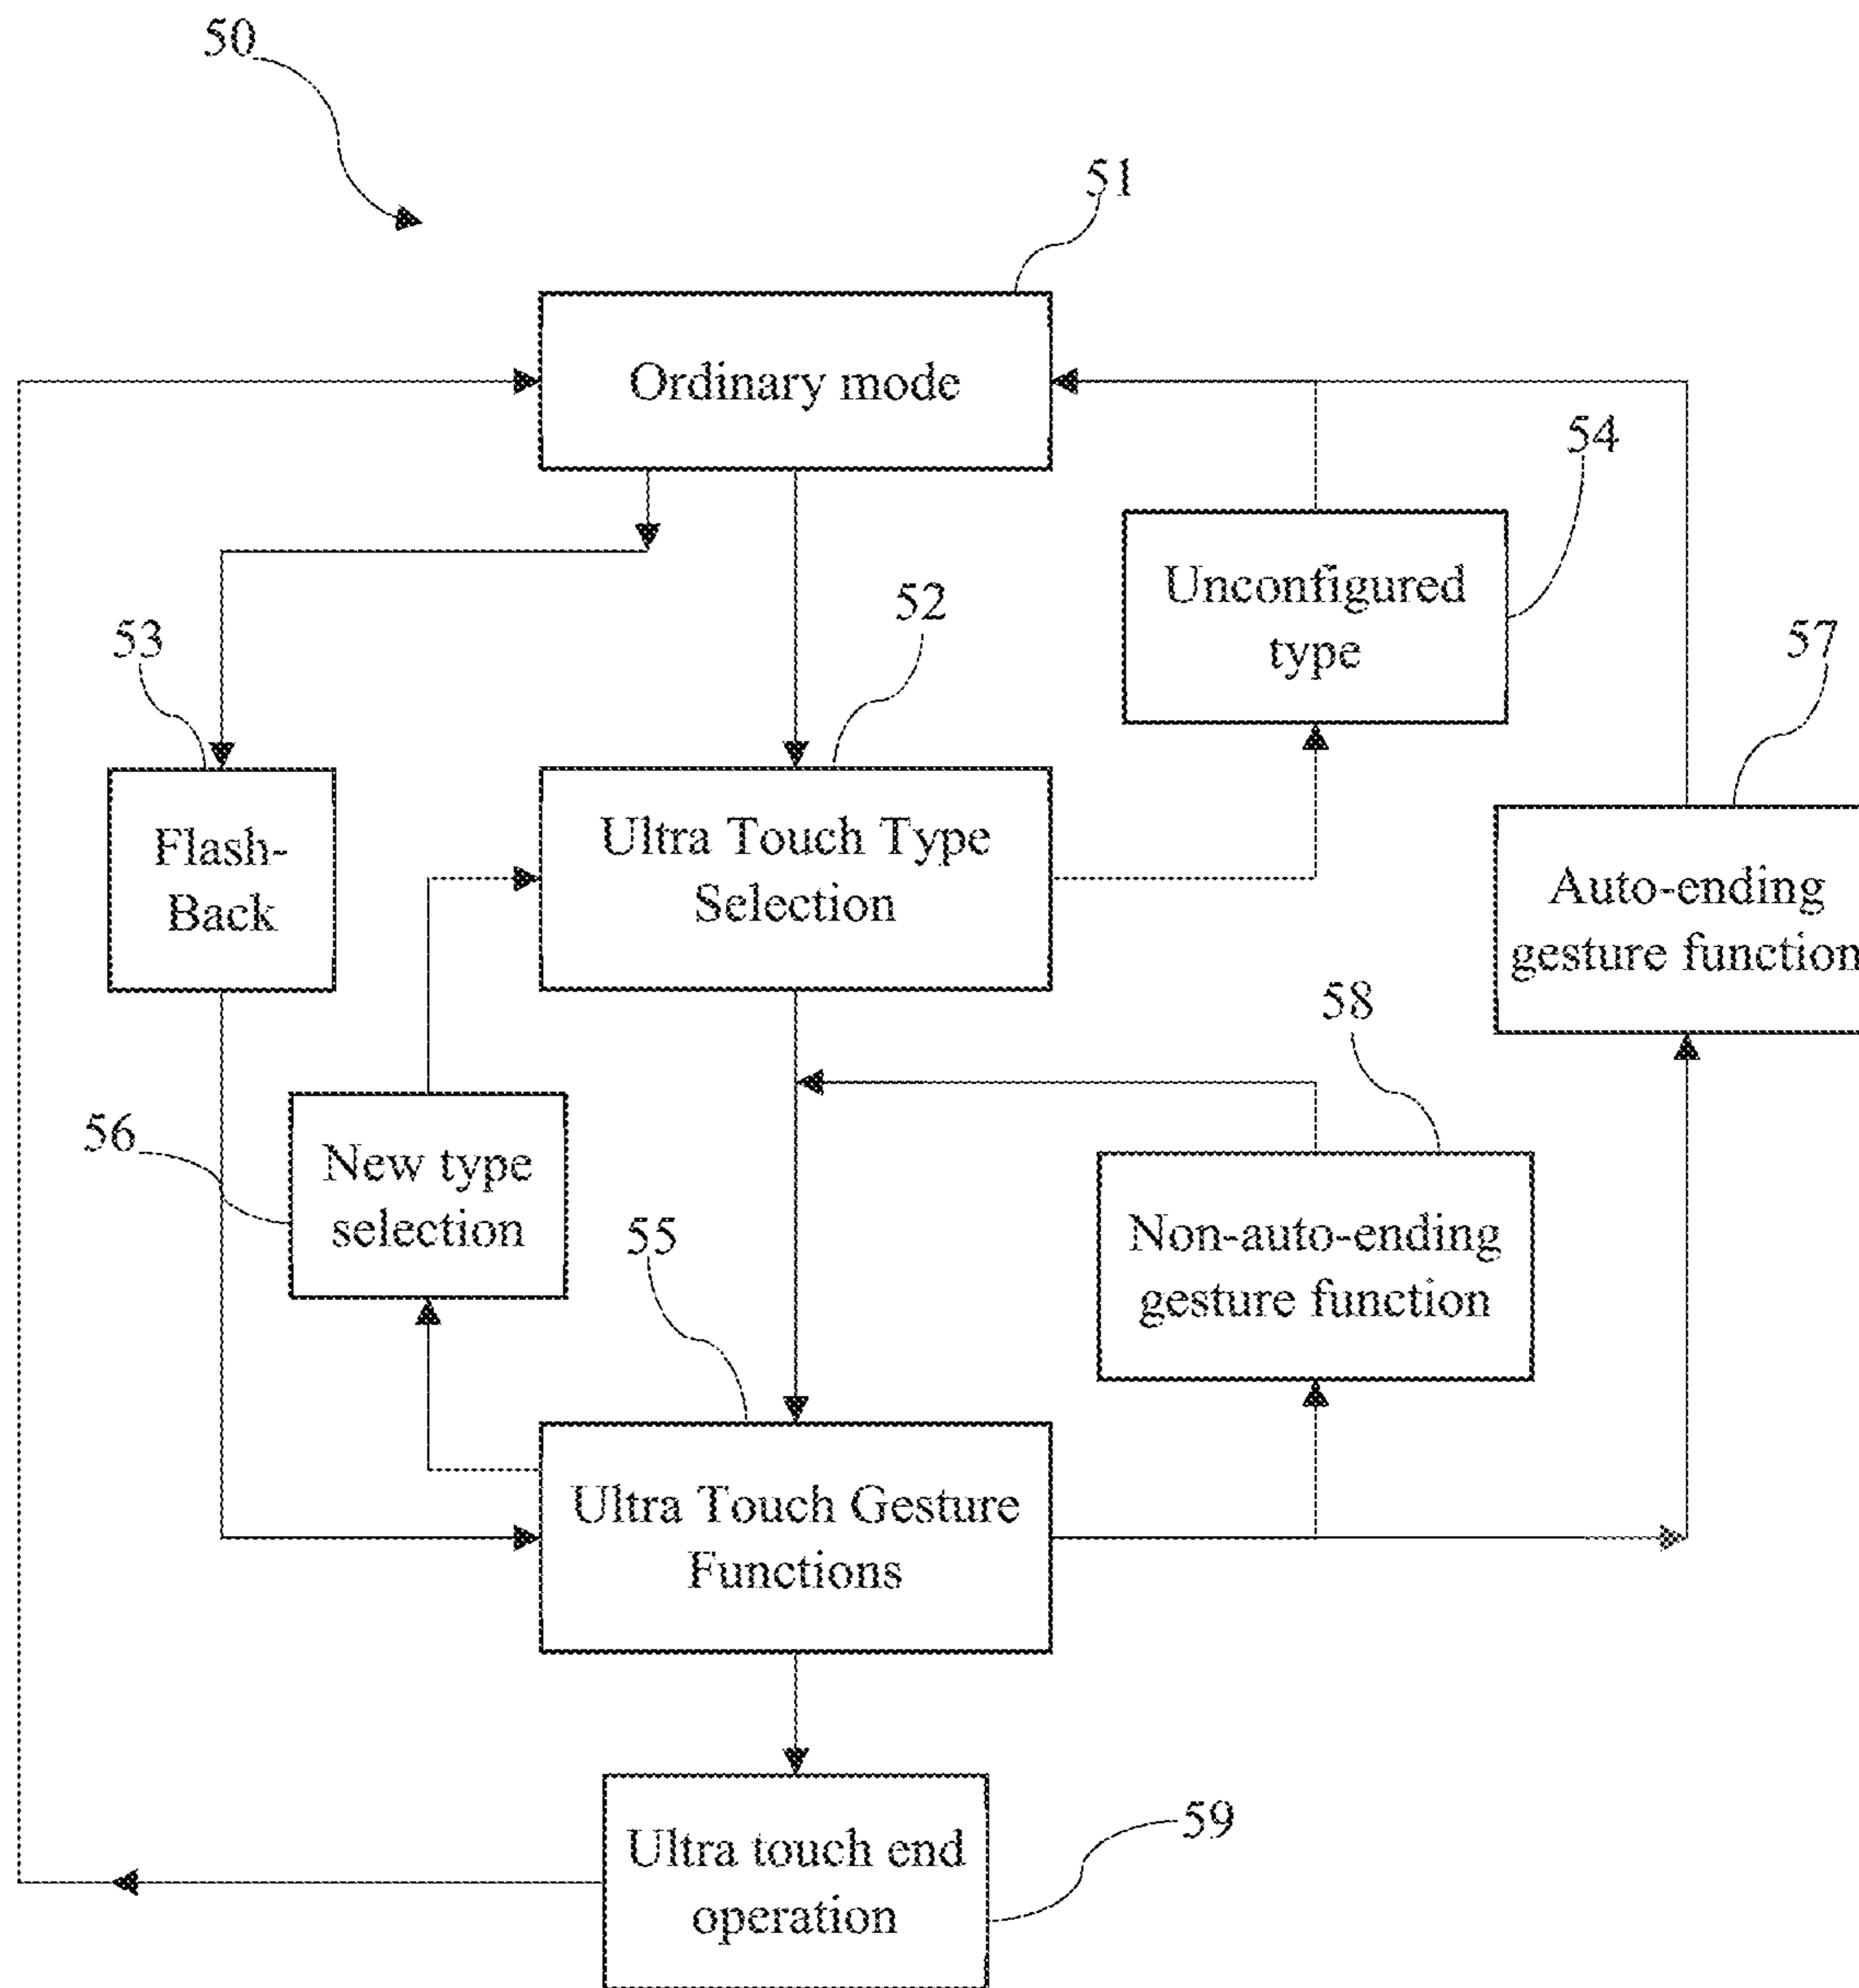 50
51
Ordinary mode
54
Unconfigured
type
52
53
57
Flash-
Back
Ultra Touch Type
Selection
Auto-ending
gesture function
58
56
New type
selection
Non-auto-ending
gesture function
55
Ultra Touch Gesture
Functions
59
Ultra touch end
operation